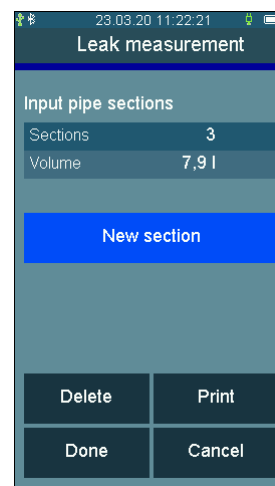 23.03.20 11:22:21
Leak measurement
Input pipe sections
Sections 3
Volume 7,9 l
New section
Delete Print
Done Cancel